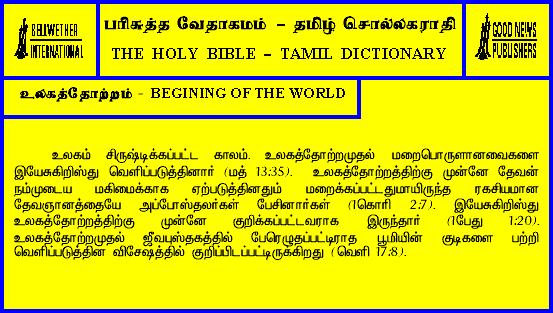 BELLWETHER
INTERNATIONAL
பரிசுத்த வேதாகமம் – தமிழ் சொல்லகராதி
THE HOLY BIBLE – TAMIL DICTIONARY
GOOD NEWS
PUBLISHERS
உலகத்தோற்றம் - BEGINING OF THE WORLD
உலகம் சிருஷ்டிக்கப்பட்ட காலம். உலகத்தோற்றமுதல் மறைபொருளானவைகளை
இயேசுகிறிஸ்து வெளிப்படுத்தினார் (மத் 13:35). உலகத்தோற்றத்திற்கு முன்னே தேவன்
நம்முடைய மகிமைக்காக ஏற்படுத்தினதும் மறைக்கப்பட்டதுமாயிருந்த ரகசியமான
தேவஞானத்தையே அப்போஸ்தலர்கள் பேசினார்கள் (1கொரி 2:7). இயேசுகிறிஸ்து
உலகத்தோற்றத்திற்கு முன்னே குறிக்கப்பட்டவராக இருந்தார் (1பேது 1:20).
உலகத்தோற்றமுதல் ஜீவபுஸ்தகத்தில் பேரெழுதப்பட்டிராத பூமியின் குடிகளை பற்றி
வெளிப்படுத்தின விசேஷத்தில் குறிப்பிடப்பட்டிருக்கிறது (வெளி 17:8).